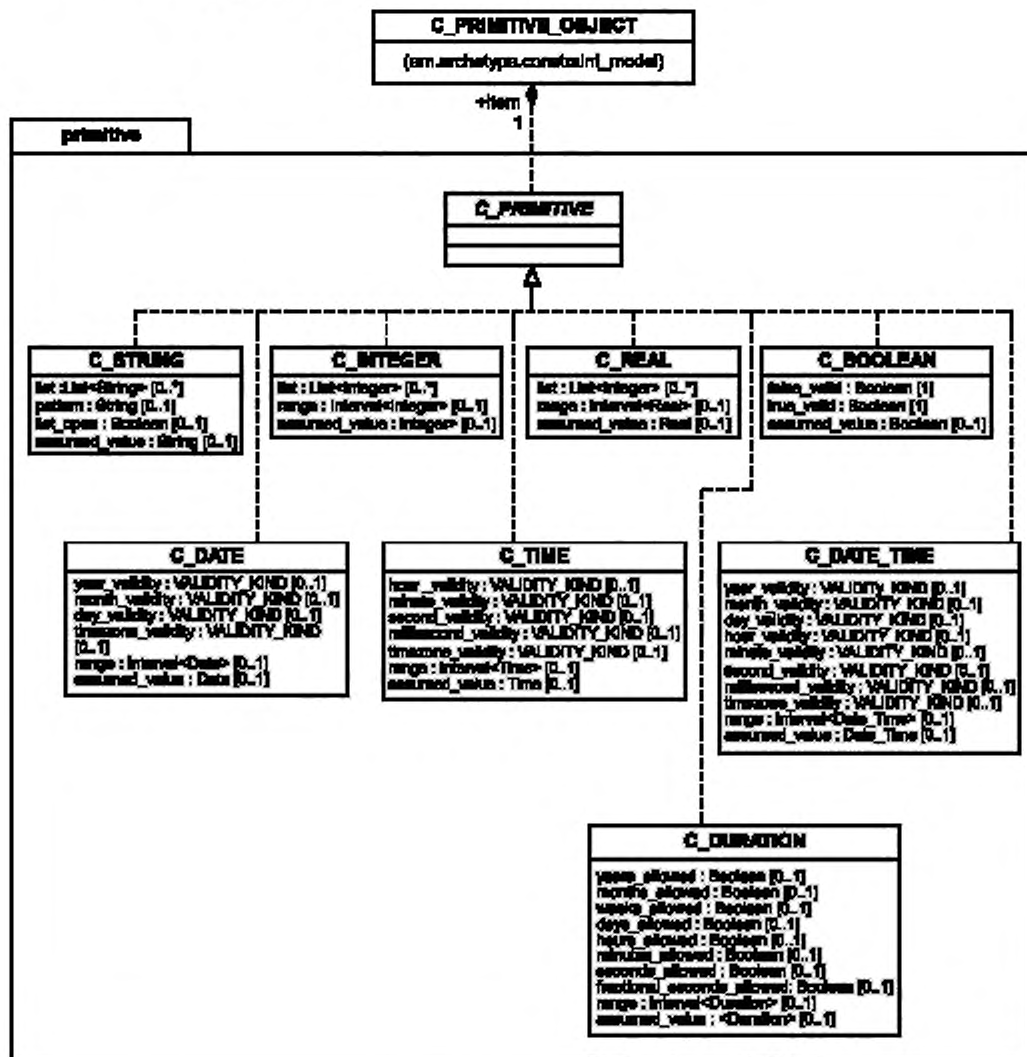 C_PRIMITIVE_OBJECT
(am.archetype.constraint_model)
+item
1
primitive
C_PRIMITIVE
C_STRING
list :List<String> [0..*]
pattern : String [0..1]
list_open : Boolean [0..1]
assumed_value : String [0..1]
C_INTEGER
list : List<Integer> [0..*]
range : Interval<Integer> [0..1]
assumed_value : Integer> [0..1]
C_REAL
list : List<Integer> [0..*]
range : Interval<Real> [0..1]
assumed_value : Real [0..1]
C_BOOLEAN
false_valid : Boolean [1]
true_valid : Boolean [1]
assumed_value : Boolean [0..1]
C_DATE
year_validity : VALIDITY_KIND [0..1]
month_validity : VALIDITY_KIND [0..1]
day_validity : VALIDITY_KIND [0..1]
timezone_validity : VALIDITY_KIND
[0..1]
range : Interval<Date> [0..1]
assumed_value : Date [0..1]
C_TIME
hour_validity : VALIDITY_KIND [0..1]
minute_validity : VALIDITY_KIND [0..1]
second_validity : VALIDITY_KIND [0..1]
millisecond_validity : VALIDITY_KIND [0..1]
timezone_validity : VALIDITY_KIND [0..1]
range : Interval<Time> [0..1]
assumed_value : Time [0..1]
C_DATE_TIME
year_validity : VALIDITY_KIND [0..1]
month_validity : VALIDITY_KIND [0..1]
day_validity : VALIDITY_KIND [0..1]
hour_validity : VALIDITY_KIND [0..1]
minute_validity : VALIDITY_KIND [0..1]
second_validity : VALIDITY_KIND [0..1]
millisecond_validity : VALIDITY_KIND [0..1]
timezone_validity : VALIDITY_KIND [0..1]
range : Interval<Date_Time> [0..1]
assumed_value : Date_Time [0..1]
C_DURATION
years_allowed : Boolean [0..1]
months_allowed : Boolean [0..1]
weeks_allowed : Boolean [0..1]
days_allowed : Boolean [0..1]
hours_allowed : Boolean [0..1]
minutes_allowed : Boolean [0..1]
seconds_allowed : Boolean [0..1]
fractional_seconds_allowed: Boolean [0..1]
range : Interval<Duration> [0..1]
assumed_value : <Duration> [0..1]